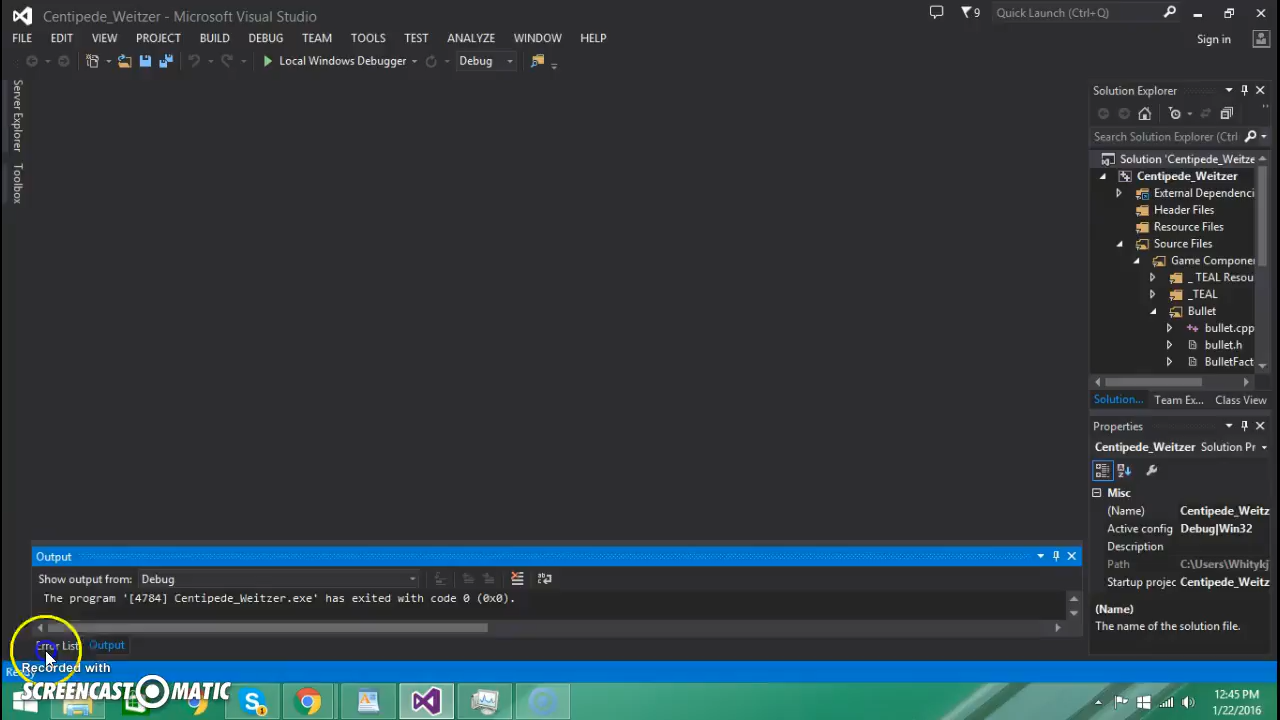 Centipede_Weitzer - Microsoft Visual Studio
9
Quick Launch (Ctrl+Q)
FILE EDIT VIEW PROJECT BUILD DEBUG TEAM TOOLS TEST ANALYZE WINDOW HELP
Sign in
Local Windows Debugger
Debug
Server Explorer
Toolbox
Solution Explorer
Search Solution Explorer (Ctrl
Solution 'Centipede_Weitze
Centipede_Weitzer
External Dependenci
Header Files
Resource Files
Source Files
Game Componer
_TEAL Resou
_TEAL
Bullet
bullet.cpp
bullet.h
BulletFact
Solution... Team Ex... Class View
Properties
Centipede_Weitzer Solution Pr
Misc
(Name) Centipede_Weitz
Active config Debug|Win32
Description
Path C:\Users\Whitykj
Startup projec Centipede_Weitz
(Name)
The name of the solution file.
Output
Show output from: Debug
The program '[4784] Centipede_Weitzer.exe' has exited with code 0 (0x0).
Error List Output
Ready
Recorded with
SCREENCAST-O-MATIC
12:45 PM
1/22/2016